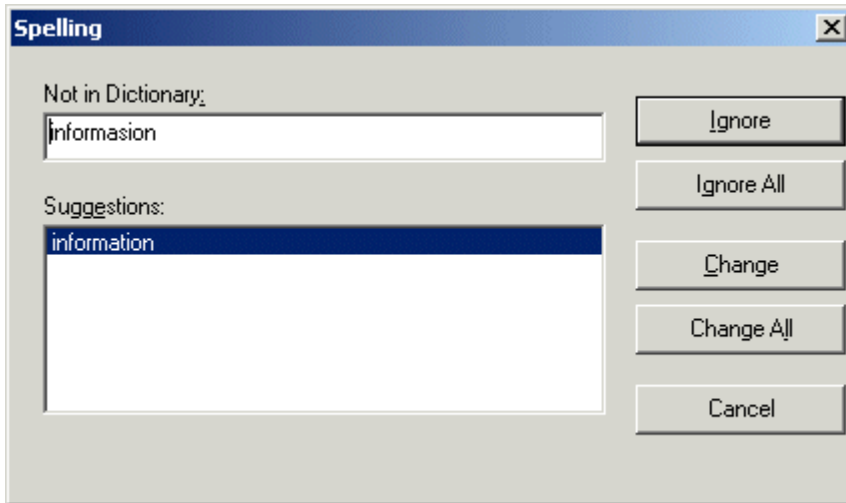 Spelling
Not in Dictionary:
informasion
Suggestions:
information
Ignore
Ignore All
Change
Change All
Cancel